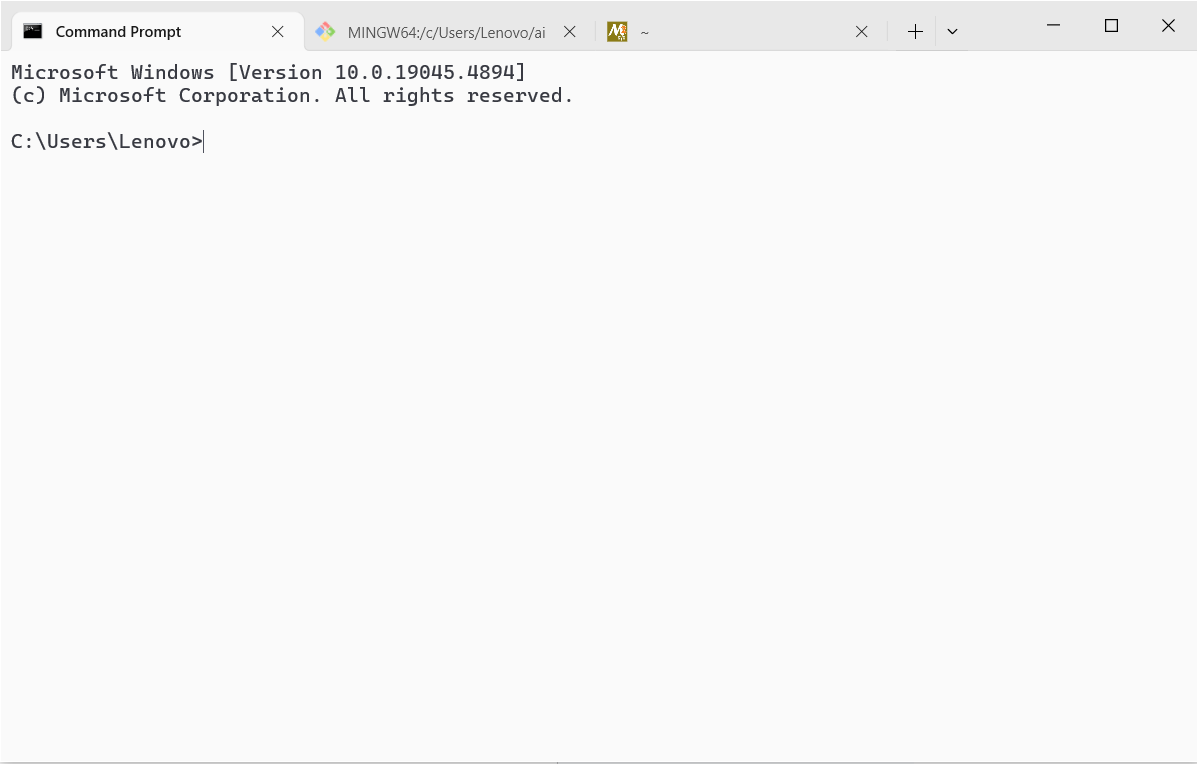 Command Prompt
MINGW64:/c/Users/Lenovo/ai
~
Microsoft Windows [Version 10.0.19045.4894]
(c) Microsoft Corporation. All rights reserved.
C:\Users\Lenovo>